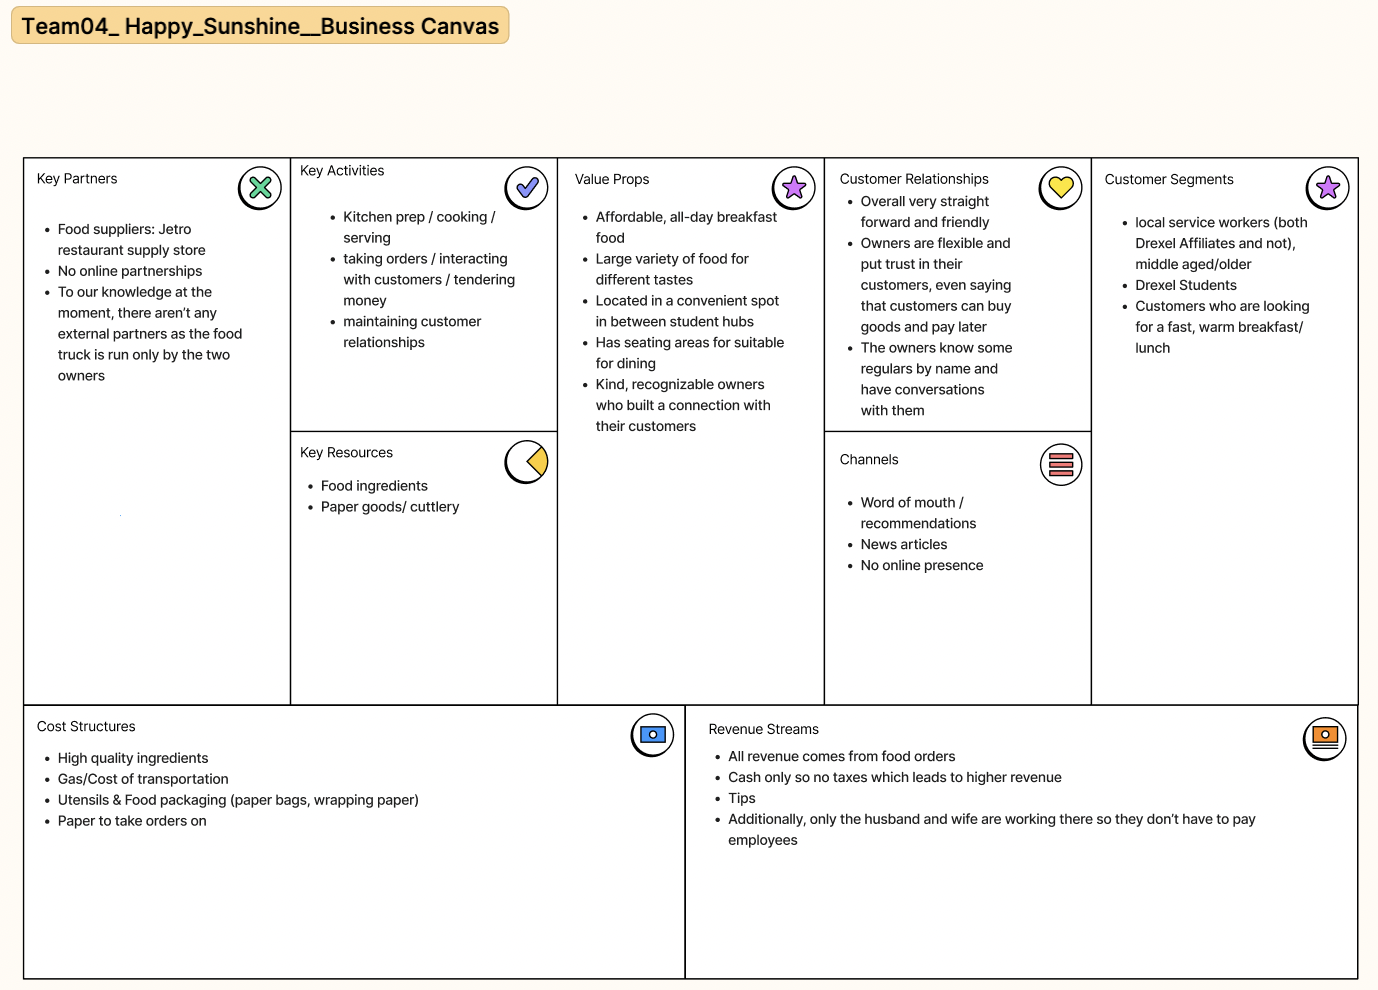 Team04_ Happy_Sunshine__Business Canvas
Key Partners
Food suppliers: Jetro
restaurant supply store
No online partnerships
To our knowledge at the
moment, there aren’t any
external partners as the food
truck is run only by the two
owners
Key Activities
Kitchen prep / cooking /
serving
taking orders / interacting
with customers / tendering
money
maintaining customer
relationships
Key Resources
Food ingredients
Paper goods/ cuttlery
Value Props
Affordable, all-day breakfast
food
Large variety of food for
different tastes
Located in a convenient spot
in between student hubs
Has seating areas for suitable
for dining
Kind, recognizable owners
who built a connection with
their customers
Customer Relationships
Overall very straight
forward and friendly
Owners are flexible and
put trust in their
customers, even saying
that customers can buy
goods and pay later
The owners know some
regulars by name and
have conversations
with them
Channels
Word of mouth /
recommendations
News articles
No online presence
Customer Segments
local service workers (both
Drexel Affiliates and not),
middle aged/older
Drexel Students
Customers who are looking
for a fast, warm breakfast/
lunch
Cost Structures
High quality ingredients
Gas/Cost of transportation
Utensils & Food packaging (paper bags, wrapping paper)
Paper to take orders on
Revenue Streams
All revenue comes from food orders
Cash only so no taxes which leads to higher revenue
Tips
Additionally, only the husband and wife are working there so they don’t have to pay
employees